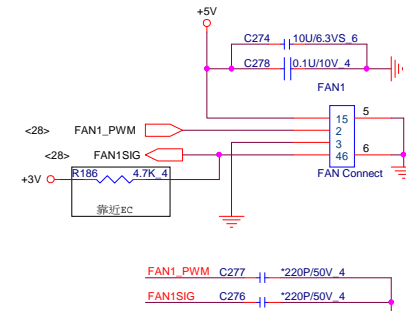 +5V
C274 10U/6.3VS_6
C278 0.1U/10V_4
FAN1
15 5
<28> FAN1_PWM 2
3
<28> FAN1SIG 46 6
FAN Connect
+3V R186 4.7K_4
靠近EC
FAN1_PWM C277 *220P/50V_4
FAN1SIG C276 *220P/50V_4